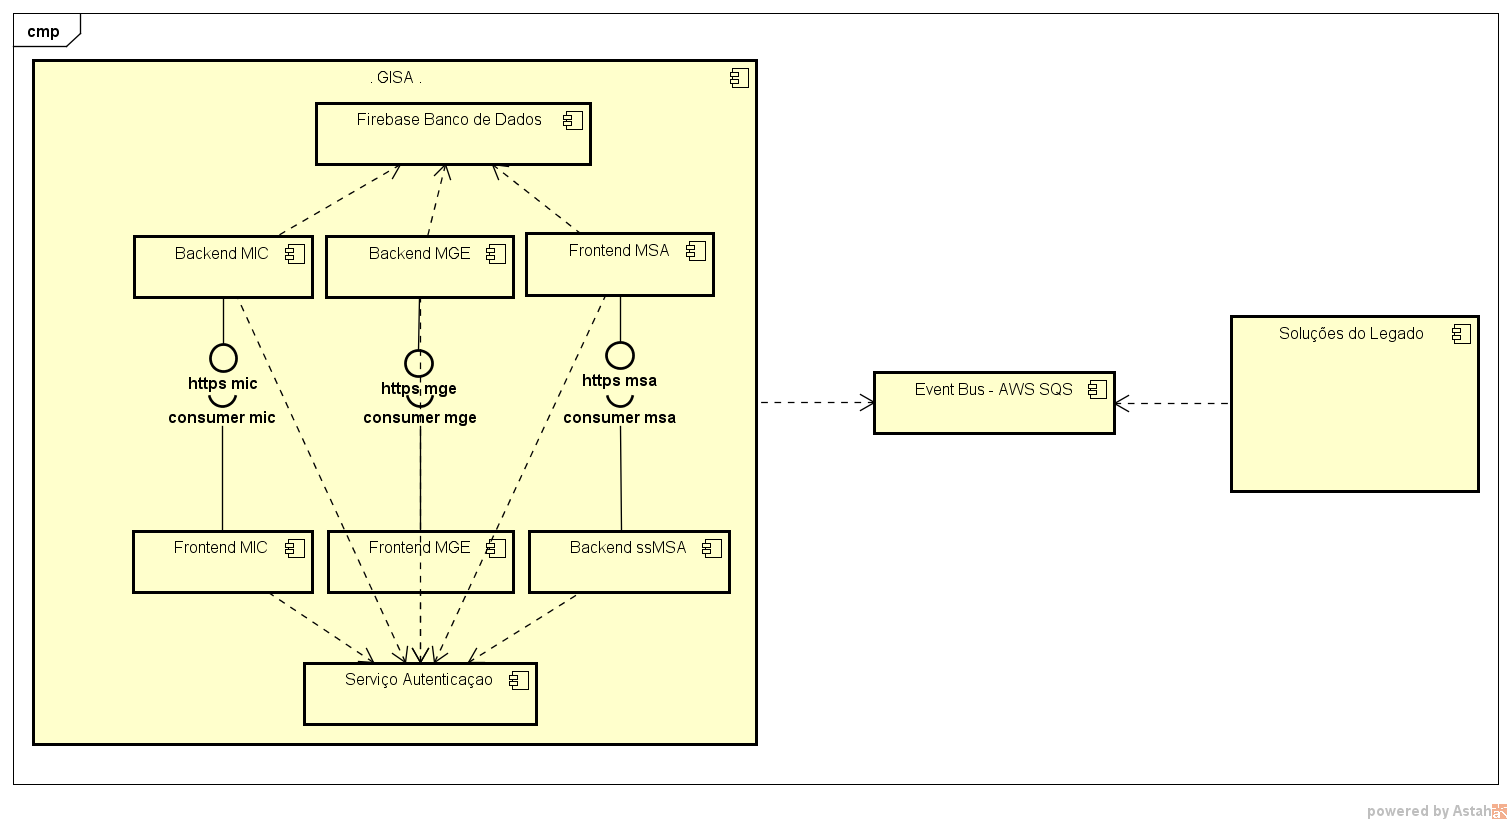 cmp
. GISA .
Firebase Banco de Dados
Backend MIC
Backend MGE
Frontend MSA
https mic
https mge
https msa
consumer mic
consumer mge
consumer msa
Frontend MIC
Frontend MGE
Backend ssMSA
Serviço Autenticaçao
Event Bus - AWS SQS
Soluções do Legado
powered by Astah